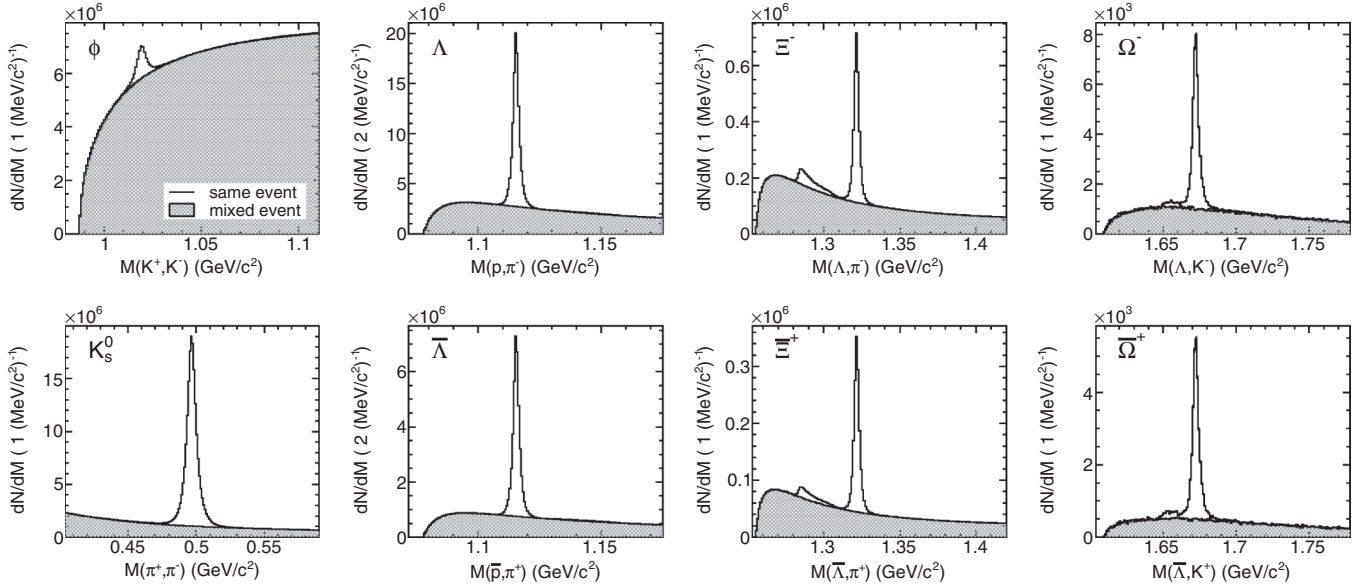 ×10⁶
φ
dN/dM ( 1 (MeV/c²)⁻¹)
6
4
2
0
same event
mixed event
1
1.05
1.1
M(K⁺,K⁻) (GeV/c²)
×10⁶
Λ
dN/dM ( 2 (MeV/c²)⁻¹)
20
15
10
5
0
1.1
1.15
M(p,π⁻) (GeV/c²)
×10⁶
Ξ⁻
dN/dM ( 1 (MeV/c²)⁻¹)
0.6
0.4
0.2
0
1.3
1.4
M(Λ,π⁻) (GeV/c²)
×10³
Ω⁻
dN/dM ( 1 (MeV/c²)⁻¹)
8
6
4
2
0
1.65
1.7
1.75
M(Λ,K⁻) (GeV/c²)
×10⁶
K⁰ₛ
dN/dM ( 1 (MeV/c²)⁻¹)
15
10
5
0
0.45
0.5
0.55
M(π⁺,π⁻) (GeV/c²)
×10⁶
Λ̅
dN/dM ( 2 (MeV/c²)⁻¹)
6
4
2
0
1.1
1.15
M(p̅,π⁺) (GeV/c²)
×10⁶
Ξ̅⁺
dN/dM ( 1 (MeV/c²)⁻¹)
0.3
0.2
0.1
0
1.3
1.4
M(Λ̅,π⁺) (GeV/c²)
×10³
Ω̅⁺
dN/dM ( 1 (MeV/c²)⁻¹)
4
2
0
1.65
1.7
1.75
M(Λ̅,K⁺) (GeV/c²)